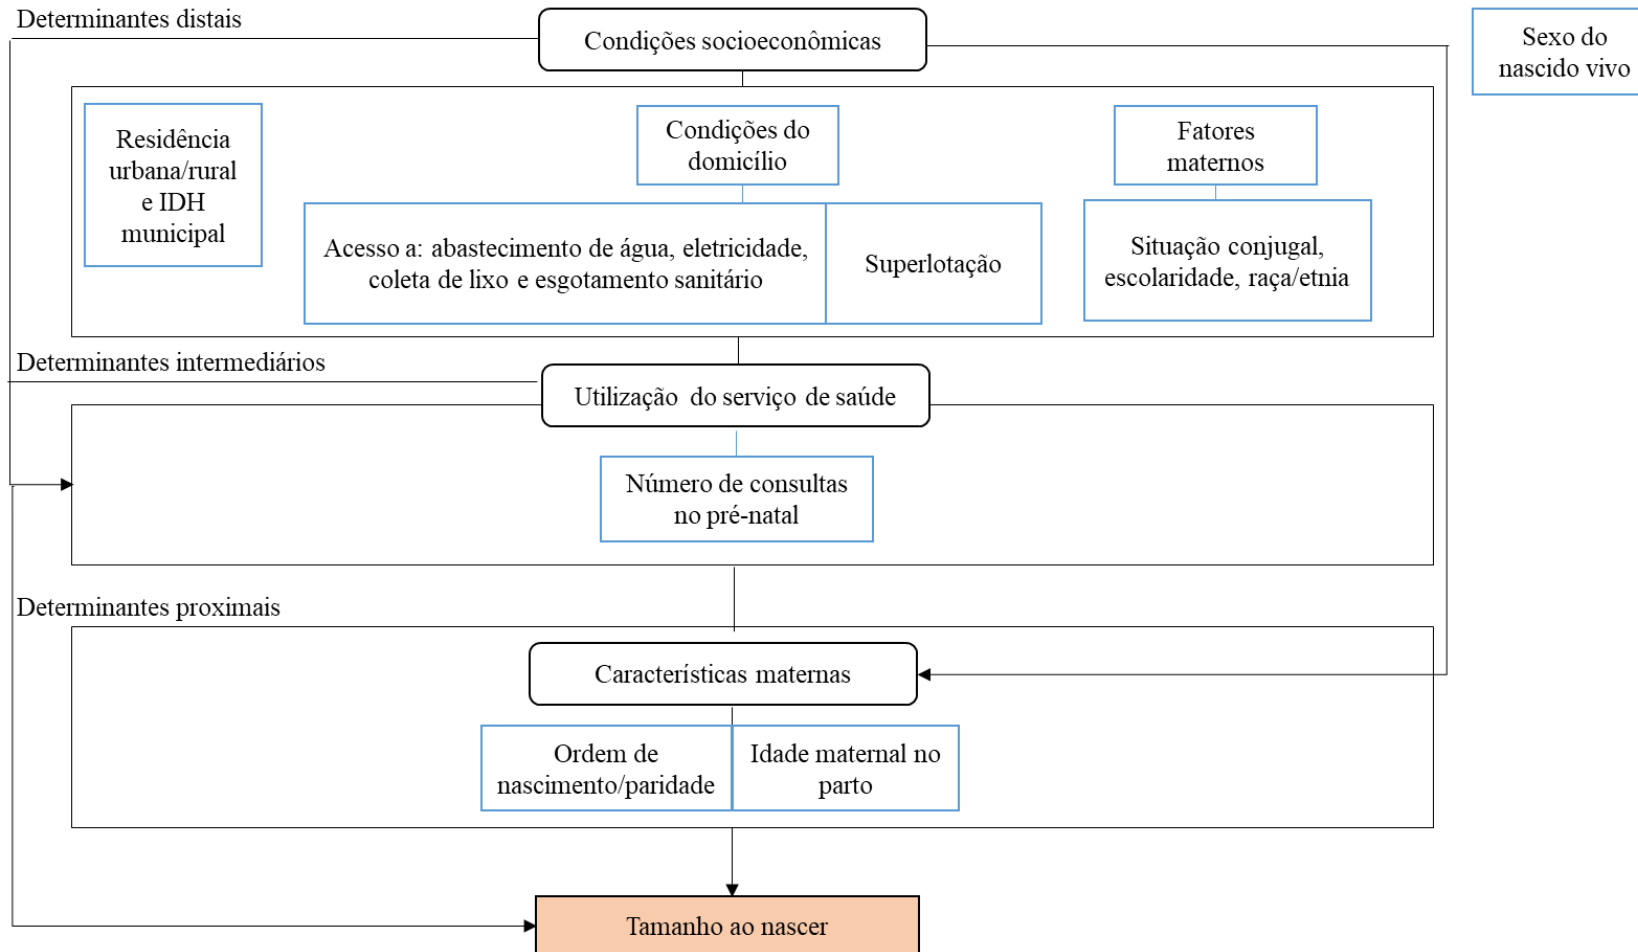 Determinantes distais
Condições socioeconômicas
Sexo do
nascido vivo
Residência
urbana/rural
e IDH
municipal
Condições do
domicílio
Fatores
maternos
Acesso a: abastecimento de água, eletricidade,
coleta de lixo e esgotamento sanitário
Superlotação
Situação conjugal,
escolaridade, raça/etnia
Determinantes intermediários
Utilização do serviço de saúde
Número de consultas
no pré-natal
Determinantes proximais
Característísticas maternas
Ordem de
nascimento/paridade
Idade maternal no
parto
Tamanho ao nascer